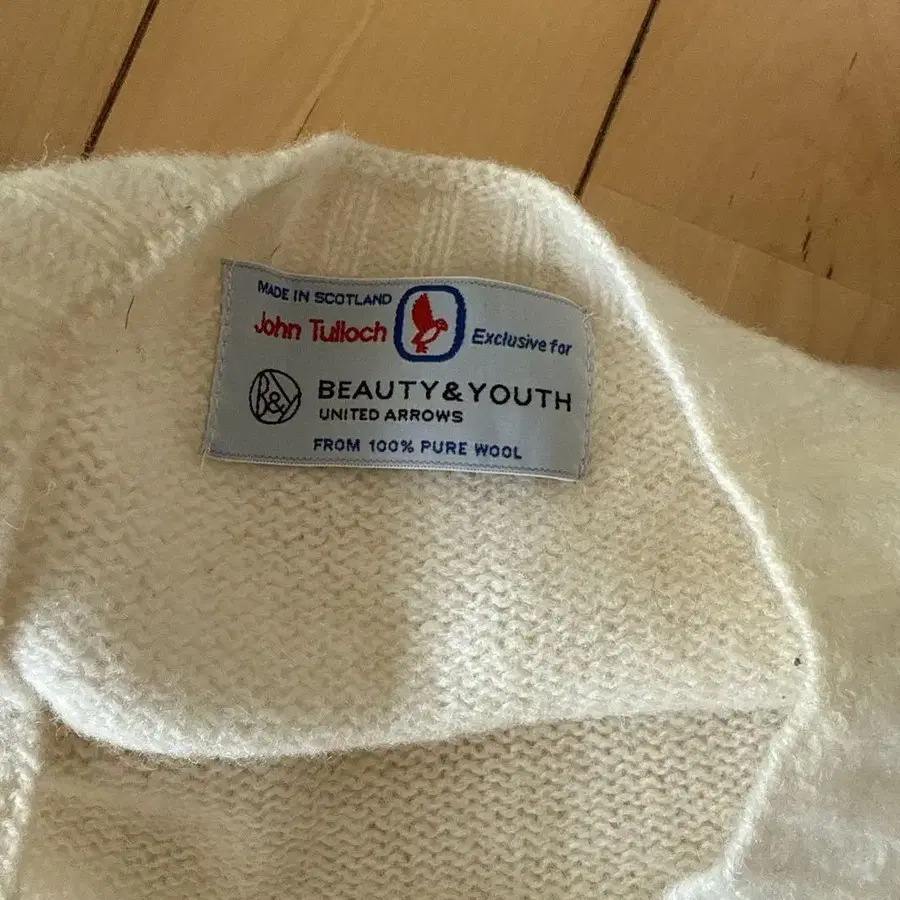 MADE IN SCOTLAND
John Tulloch Exclusive for
B&Y BEAUTY & YOUTH
UNITED ARROWS
FROM 100% PURE WOOL